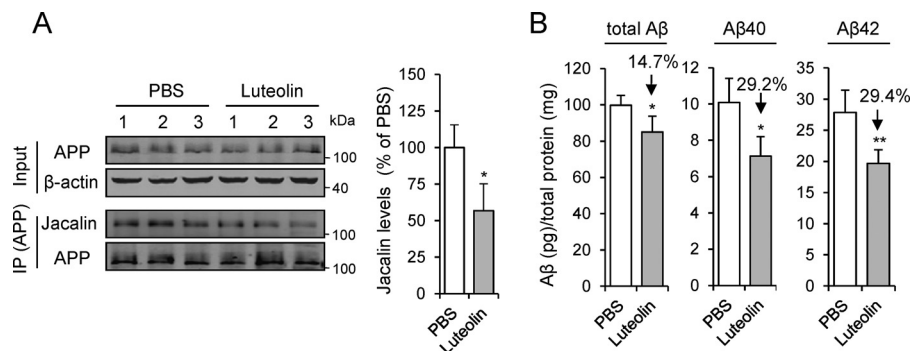 A
PBS Luteolin
1 2 3 1 2 3 kDa
Input
APP 100
β-actin 40
IP (APP)
Jacalin 100
APP 100
Jacalin levels (% of PBS)
150
125
100
75
50
25
0
*
PBS Luteolin
B
total Aβ Aβ40 Aβ42
Aβ (pg)/total protein (mg)
14.7%
*
120
100
80
60
40
20
0
PBS Luteolin
29.2%
*
12
10
8
6
4
2
0
PBS Luteolin
29.4%
**
35
30
25
20
15
10
5
0
PBS Luteolin